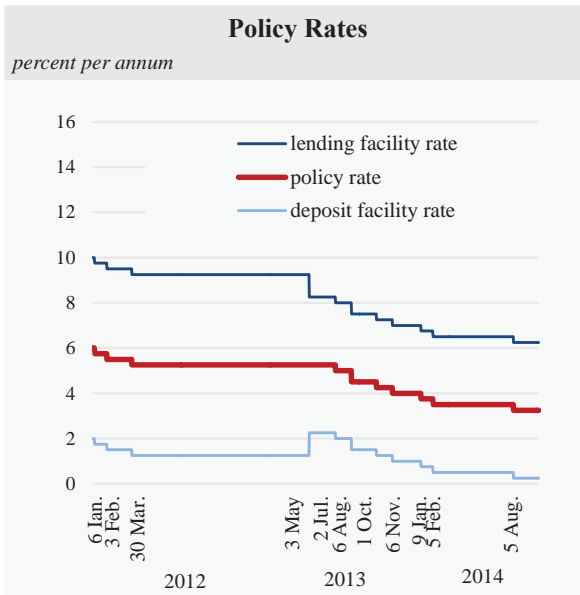 Policy Rates
percent per annum
16
14
12
10
8
6
4
2
0
lending facility rate
policy rate
deposit facility rate
6 Jan.
3 Feb.
30 Mar.
3 May
2 Jul.
6 Aug.
1 Oct.
6 Nov.
9 Jan.
5 Feb.
5 Aug.
2012
2013
2014